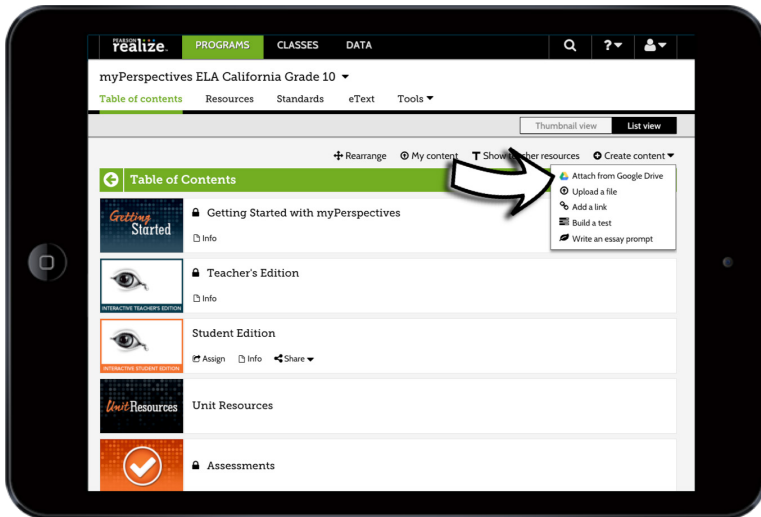 PEARSON
realize
PROGRAMS CLASSES DATA ?
myPerspectives ELA California Grade 10
Table of contents Resources Standards eText Tools
Thumbnail view List view
Rearrange My content Show teacher resources Create content
Attach from Google Drive
Upload a file
Add a link
Build a test
Write an essay prompt
Table of Contents
Getting
Started
Getting Started with myPerspectives
Info
INTERACTIVE TEACHER'S EDITION
Teacher's Edition
Info
INTERACTIVE STUDENT EDITION
Student Edition
Assign Info Share
Unit Resources
Unit Resources
Assessments